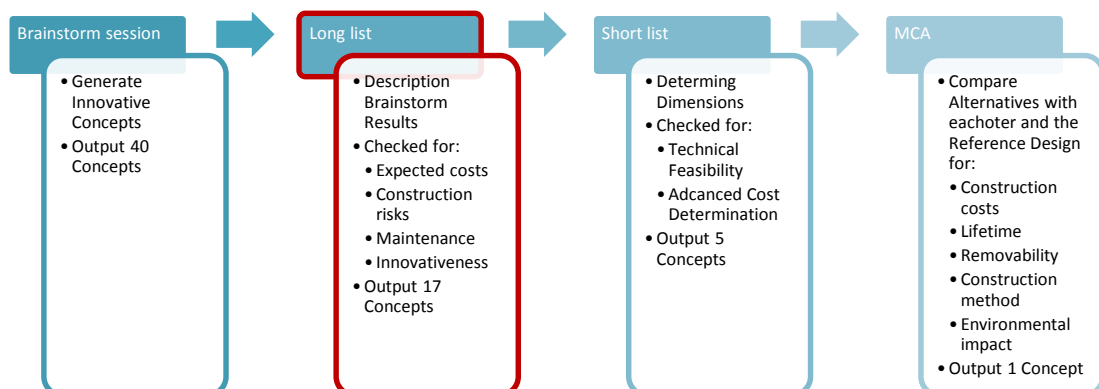 Brainstorm session
• Generate
Innovative
Concepts
• Output 40
Concepts
Long list
• Description
Brainstorm
Results
• Checked for:
• Expected costs
• Construction
risks
• Maintenance
• Innovativeness
• Output 17
Concepts
Short list
• Determing
Dimensions
• Checked for:
• Technical
Feasibility
• Adcanced Cost
Determination
• Output 5
Concepts
MCA
• Compare
Alternatives with
eachoter and the
Reference Design
for:
• Construction
costs
• Lifetime
• Removability
• Construction
method
• Environmental
impact
• Output 1 Concept